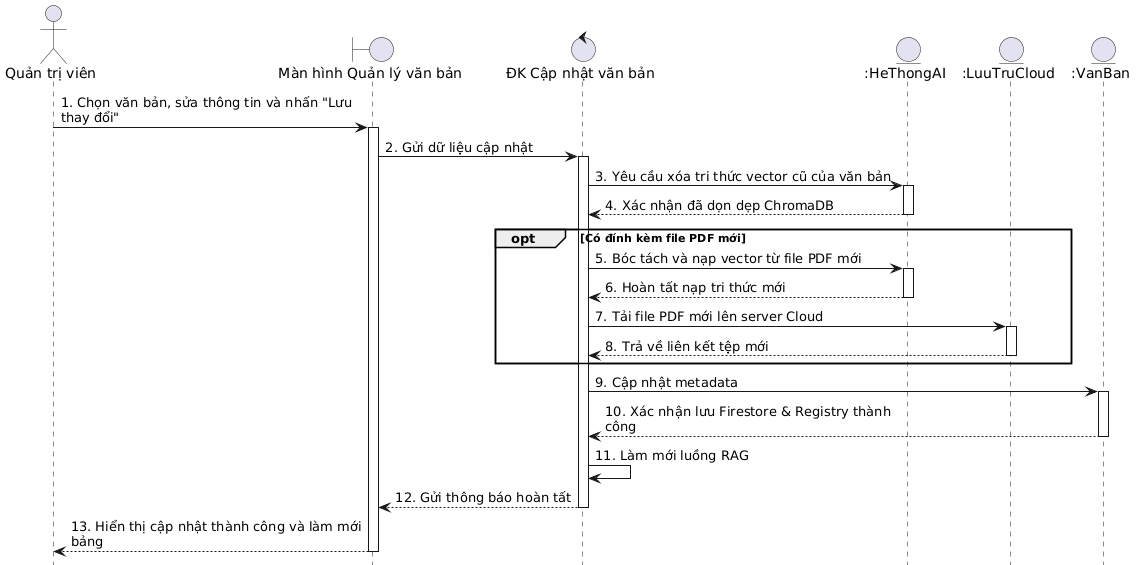 Quản trị viên
Màn hình Quản lý văn bản
ĐK Cập nhật văn bản
:HeThongAI
:LuuTruCloud
:VanBan
1. Chọn văn bản, sửa thông tin và nhấn "Lưu
thay đổi"
2. Gửi dữ liệu cập nhật
3. Yêu cầu xóa tri thức vector cũ của văn bản
4. Xác nhận đã dọn dẹp ChromaDB
opt
[Có đính kèm file PDF mới]
5. Bóc tách và nạp vector từ file PDF mới
6. Hoàn tất nạp tri thức mới
7. Tải file PDF mới lên server Cloud
8. Trả về liên kết tệp mới
9. Cập nhật metadata
10. Xác nhận lưu Firestore & Registry thành
công
11. Làm mới luồng RAG
12. Gửi thông báo hoàn tất
13. Hiển thị cập nhật thành công và làm mới
bảng